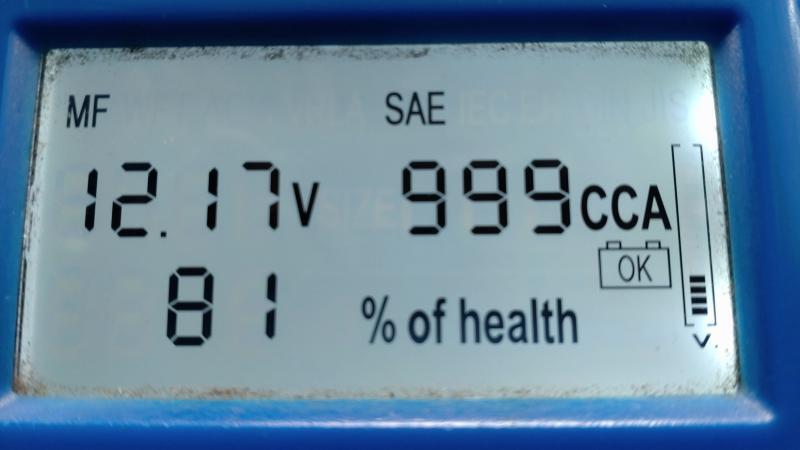 MF SAE
12.17V 999CCA
OK
81 % of health
V